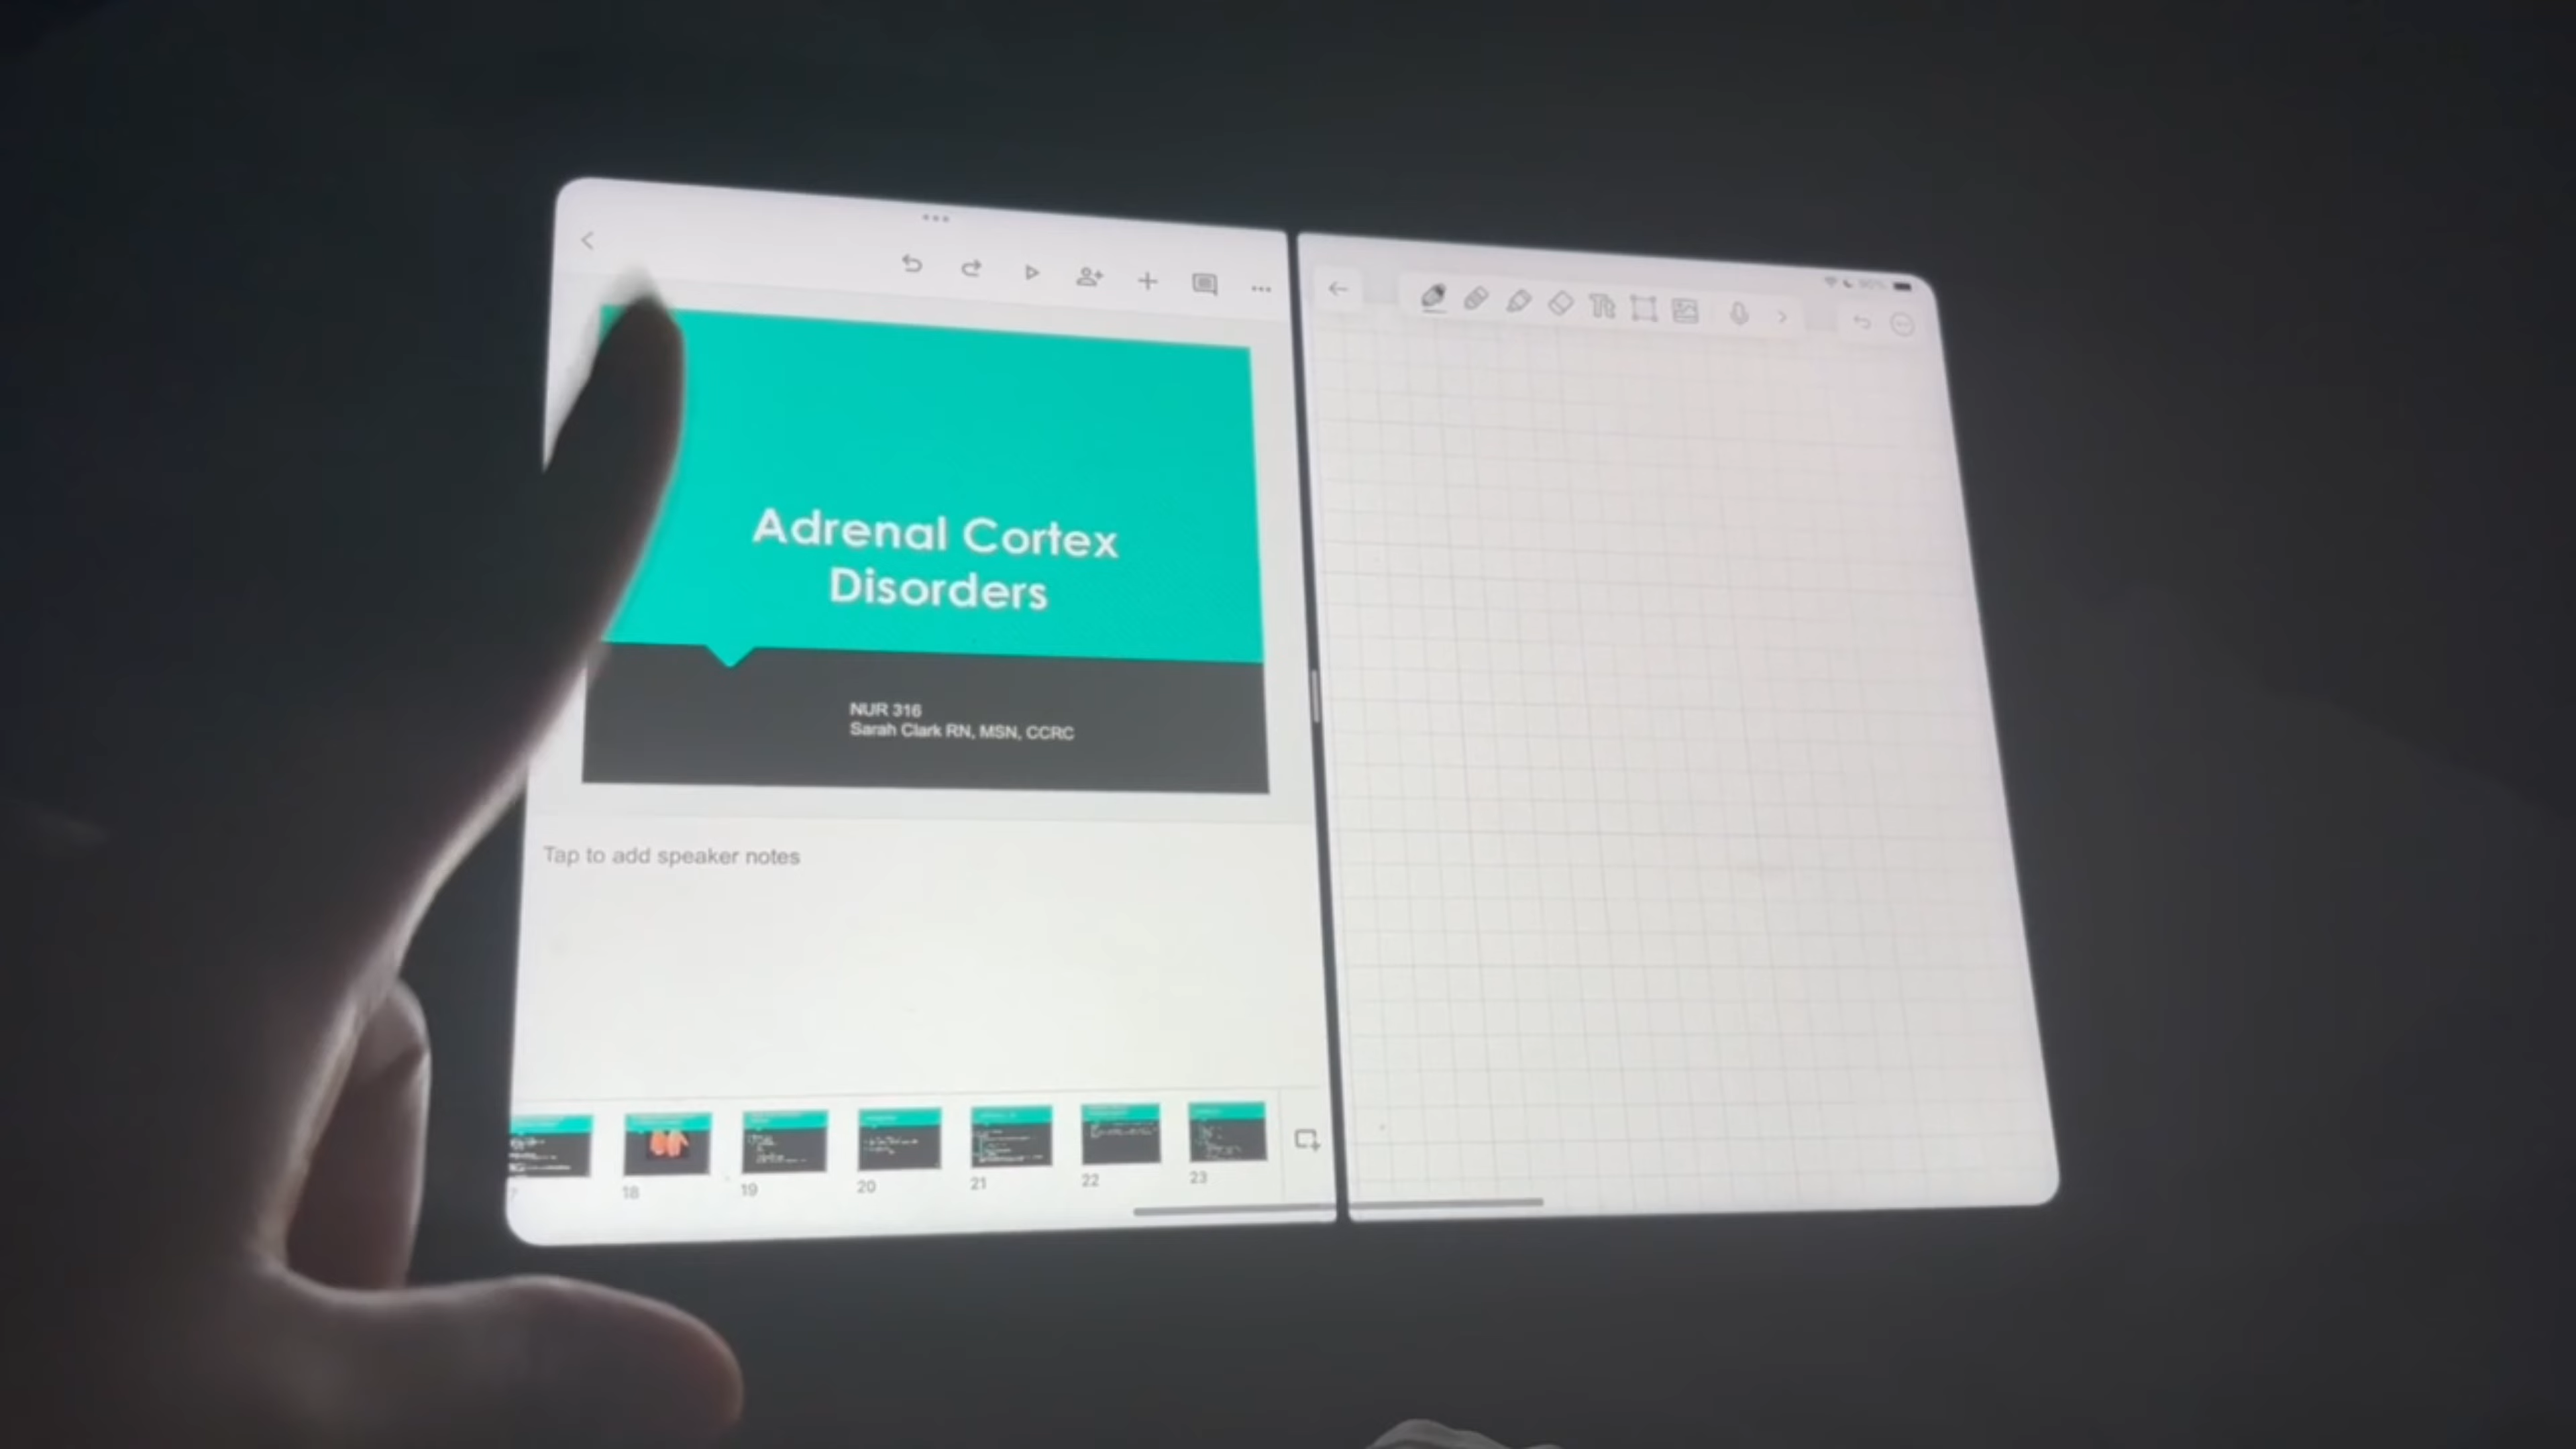 Adrenal Cortex
Disorders
NUR 316
Sarah Clark RN, MSN, CCRC
Tap to add speaker notes
18
19
20
21
22
23